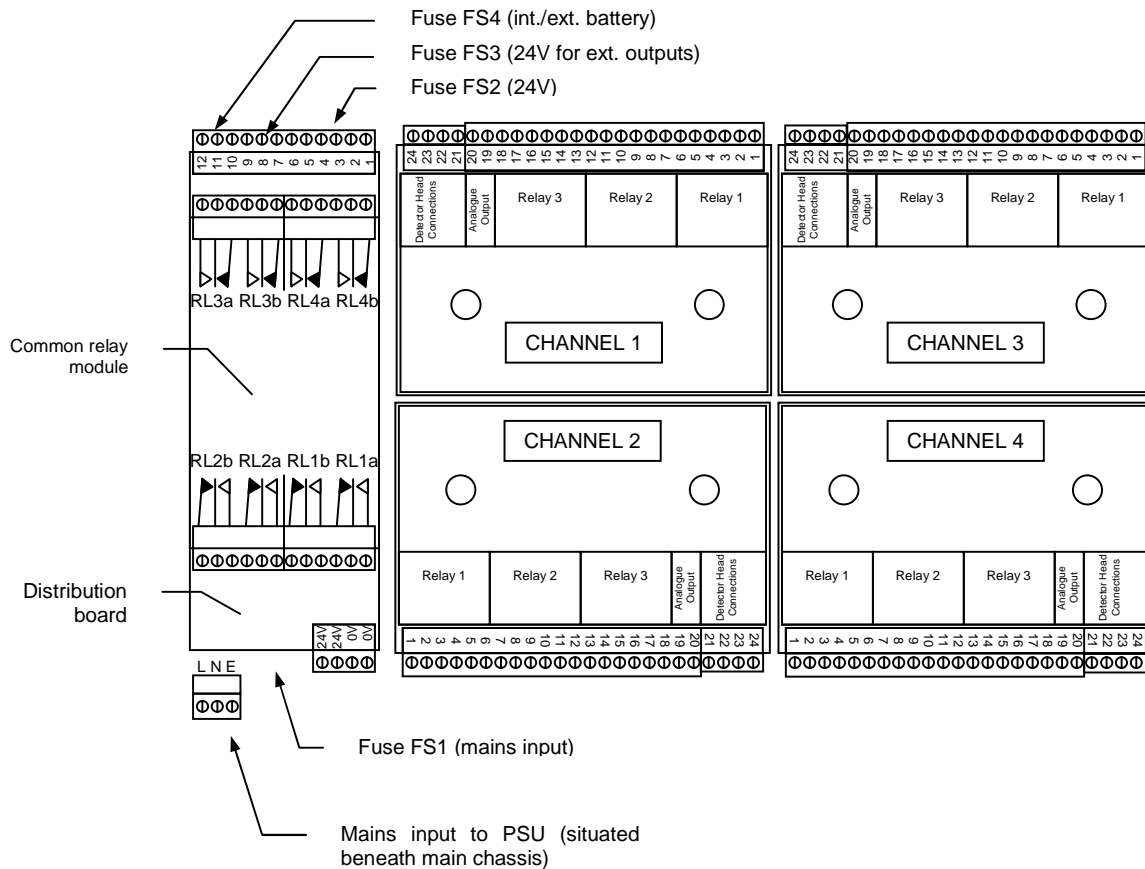 Fuse FS4 (int./ext. battery)
Fuse FS3 (24V for ext. outputs)
Fuse FS2 (24V)
12 11 10 9 8 7 6 5 4 3 2 1
RL3a RL3b RL4a RL4b
Common relay
module
RL2b RL2a RL1b RL1a
Distribution
board
24V 24V 0V 0V
L N E
Fuse FS1 (mains input)
Mains input to PSU (situated
beneath main chassis)
24 23 22 21 20 19 18 17 16 15 14 13 12 11 10 9 8 7 6 5 4 3 2 1
Detector Head
Connections
Analogue
Output
Relay 3
Relay 2
Relay 1
CHANNEL 1
24 23 22 21 20 19 18 17 16 15 14 13 12 11 10 9 8 7 6 5 4 3 2 1
Detector Head
Connections
Analogue
Output
Relay 3
Relay 2
Relay 1
CHANNEL 3
CHANNEL 2
Relay 1
Relay 2
Relay 3
Analogue
Output
Detector Head
Connections
1 2 3 4 5 6 7 8 9 10 11 12 13 14 15 16 17 18 19 20 21 22 23 24
CHANNEL 4
Relay 1
Relay 2
Relay 3
Analogue
Output
Detector Head
Connections
1 2 3 4 5 6 7 8 9 10 11 12 13 14 15 16 17 18 19 20 21 22 23 24